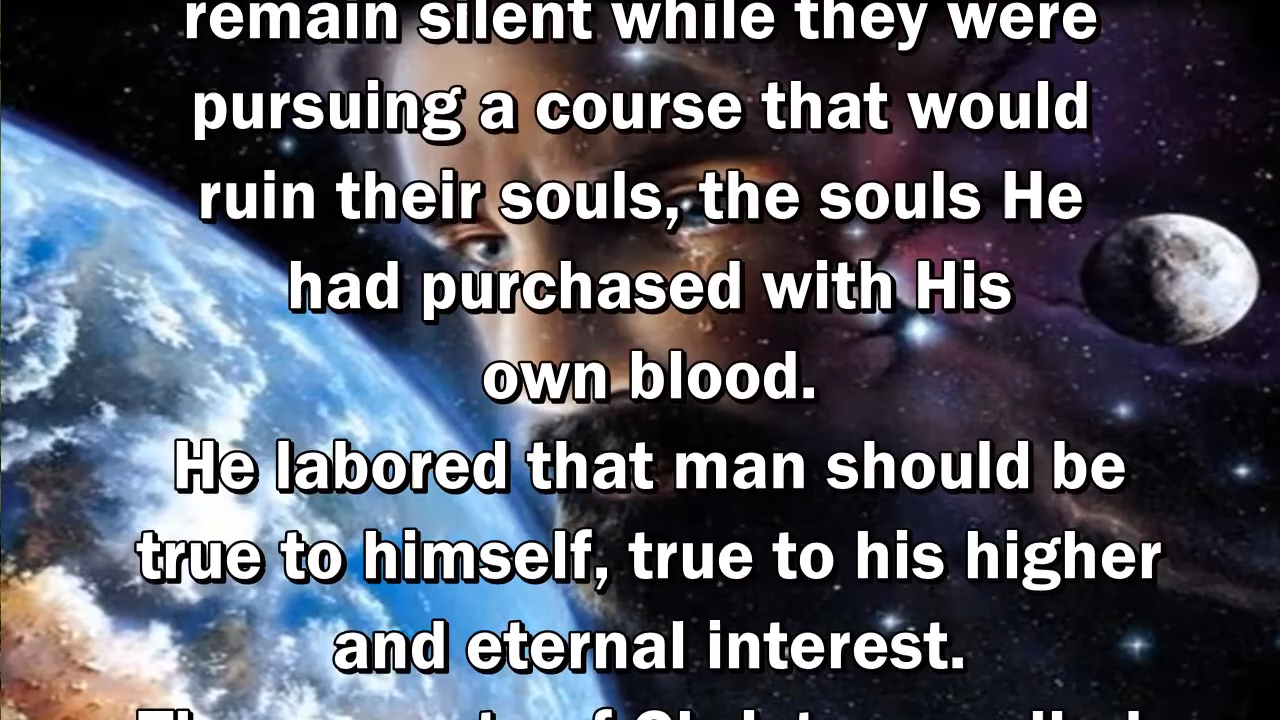 remain silent while they were
pursuing a course that would
ruin their souls, the souls He
had purchased with His
own blood.
He labored that man should be
true to himself, true to his higher
and eternal interest.